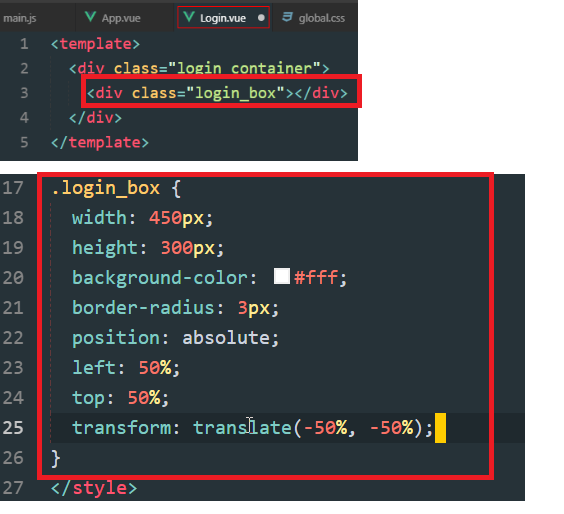 main.js App.vue Login.vue global.css
1 <template>
2 <div class="login_container">
3 <div class="login_box"></div>
4 </div>
5 </template>
17 .login_box {
18 width: 450px;
19 height: 300px;
20 background-color: #fff;
21 border-radius: 3px;
22 position: absolute;
23 left: 50%;
24 top: 50%;
25 transform: translate(-50%, -50%);
26 }
27 </style>